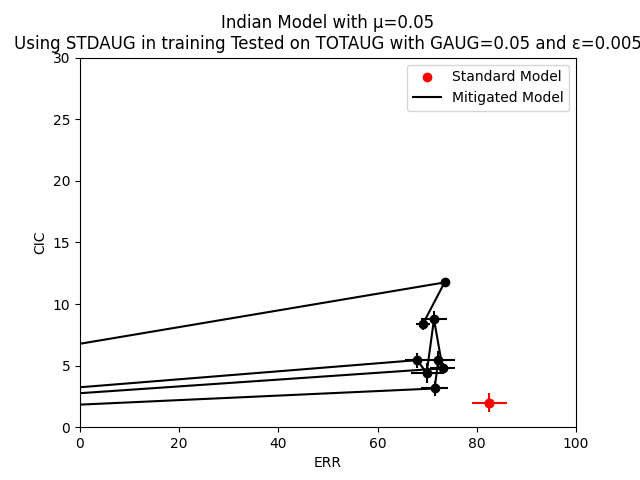 Indian Model with μ=0.05
Using STDAUG in training Tested on TOTAUG with GAUG=0.05 and ε=0.005
Standard Model
Mitigated Model
CIC
30
25
20
15
10
5
0
0 20 40 60 80 100
ERR